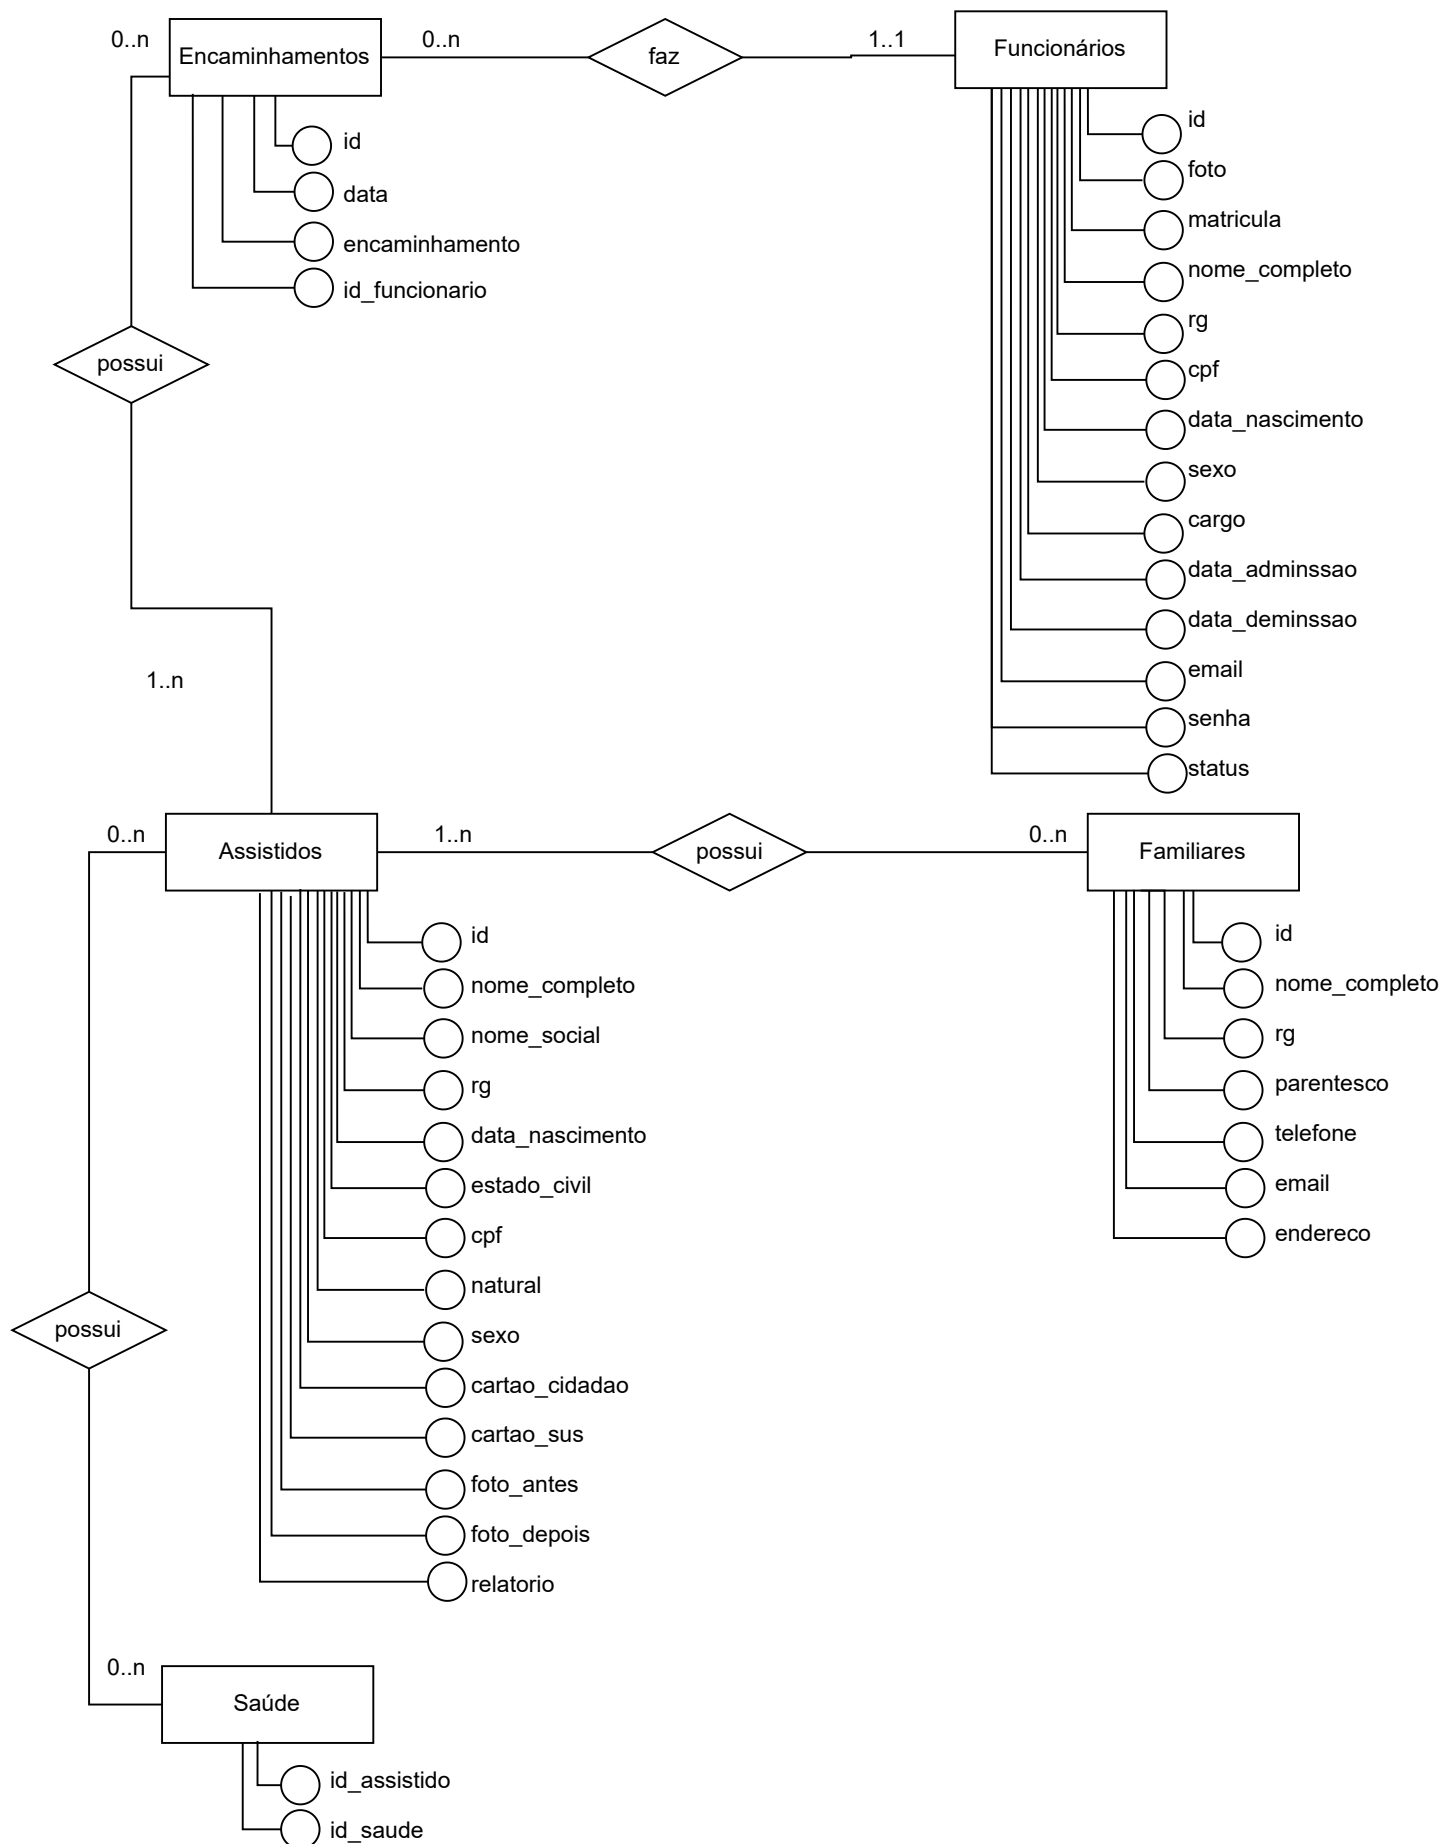 0..n
Encaminhamentos
0..n
faz
1..1
Funcionários
id
data
encaminhamento
id_funcionario
id
foto
matricula
nome_completo
rg
cpf
data_nascimento
sexo
cargo
data_adminssao
data_deminssao
email
senha
status
possui
1..n
0..n
Assistidos
1..n
possui
0..n
Familiares
id
nome_completo
nome_social
rg
data_nascimento
estado_civil
cpf
natural
sexo
cartao_cidadao
cartao_sus
foto_antes
foto_depois
relatorio
id
nome_completo
rg
parentesco
telefone
email
endereco
possui
0..n
Saúde
id_assistido
id_saude